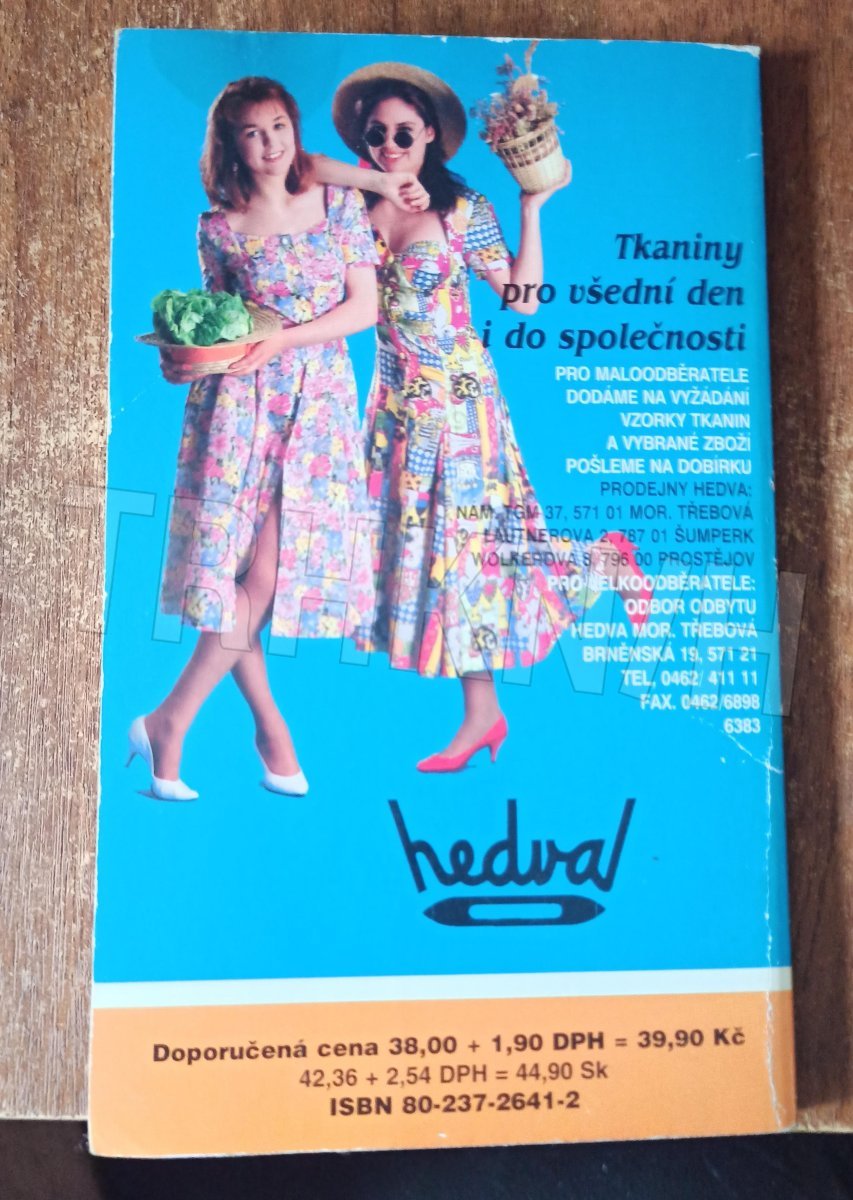 Tkaniny
pro všední den
i do společnosti
PRO MALOODBĚRATELE
DODÁME NA VYŽÁDÁNÍ
VZORKY TKANIN
A VYBRANÉ ZBOŽÍ
POŠLEME NA DOBÍRKU
PRODEJNY HEDVA:
NÁM. TGM 37, 571 01 MOR. TŘEBOVÁ
LAUTNEROVA 2, 787 01 ŠUMPERK
WOLKEROVA 8, 796 00 PROSTĚJOV
PRO VELKOODBĚRATELE:
ODBOR ODBYTU
HEDVA MOR. TŘEBOVÁ
BRNĚNSKÁ 19, 571 21
TEL. 0462/ 411 11
FAX. 0462/6898
6383
hedva
Doporučená cena 38,00 + 1,90 DPH = 39,90 Kč
42,36 + 2,54 DPH = 44,90 Sk
ISBN 80-237-2641-2